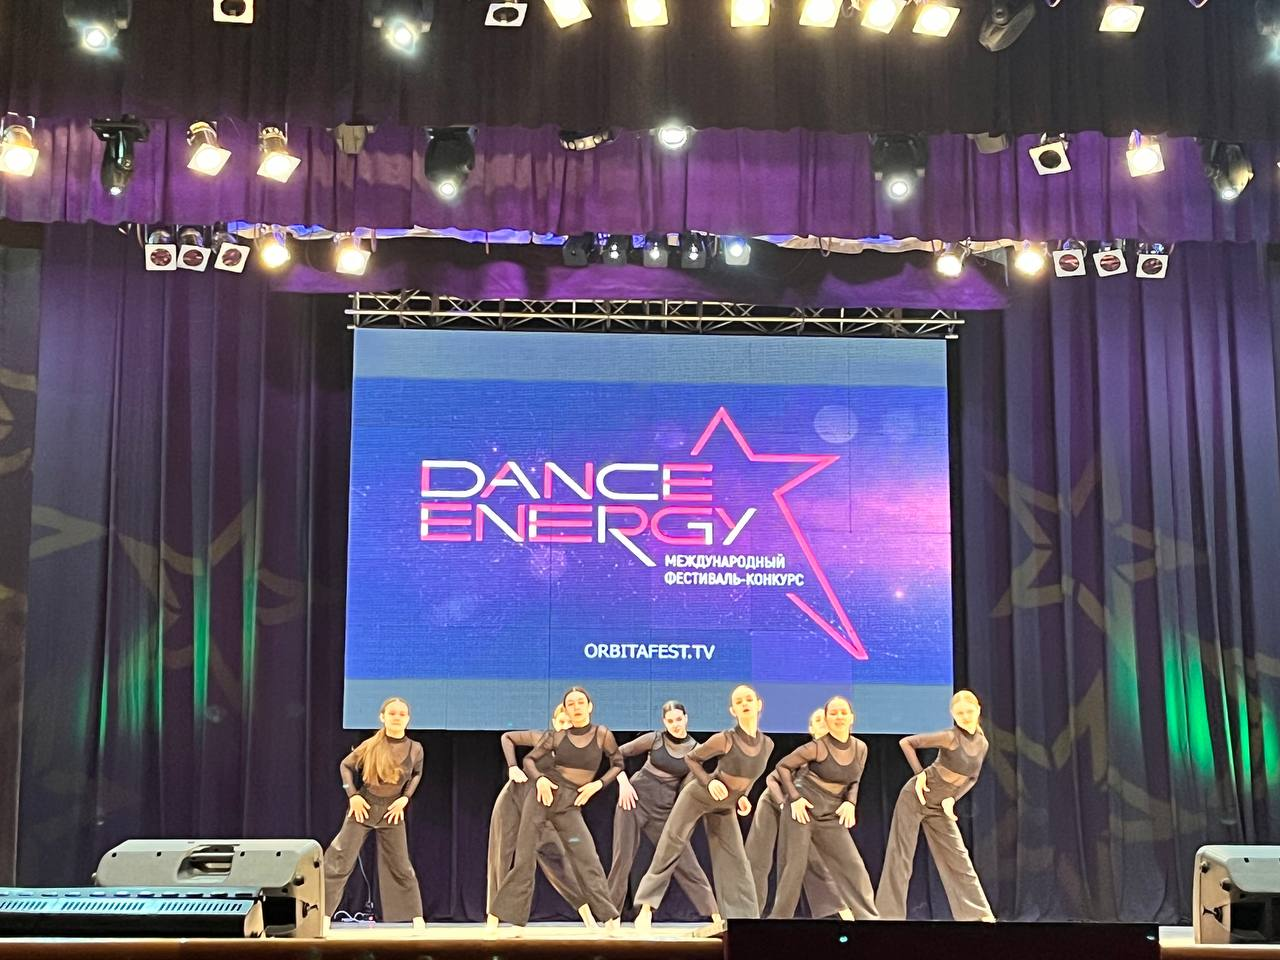 DANCE
ENERGY
МЕЖДУНАРОДНЫЙ
ФЕСТИВАЛЬ-КОНКУРС
ORBITAFEST.TV